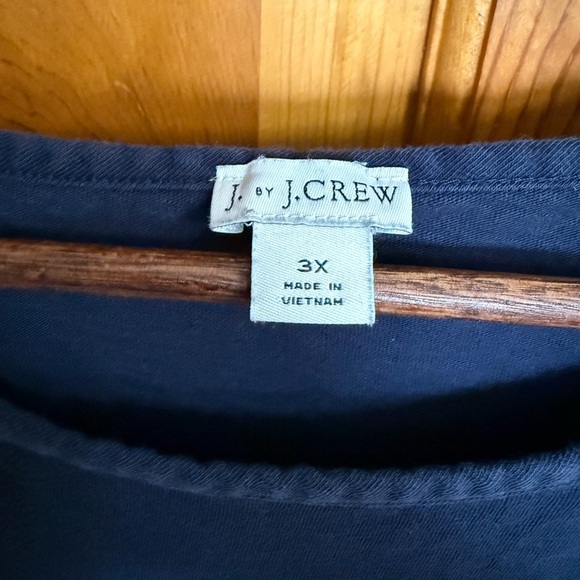 J. BY J.CREW
3X
MADE IN
VIETNAM